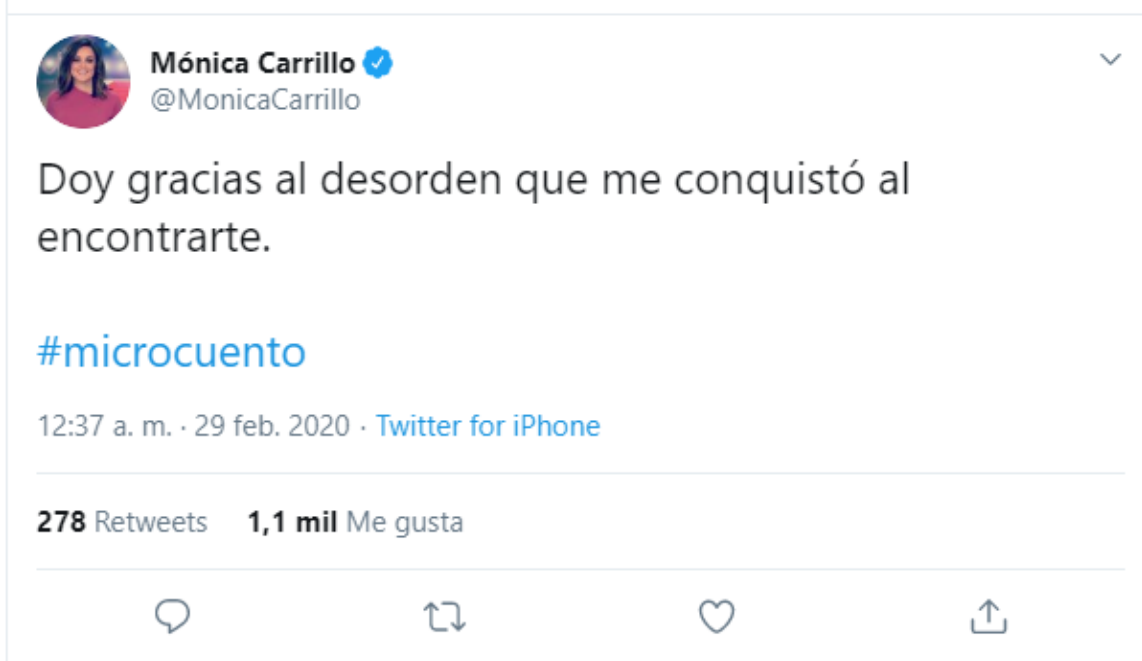 Mónica Carrillo
@MonicaCarrillo
Doy gracias al desorden que me conquistó al
encontrarte.
#microcuento
12:37 a. m. · 29 feb. 2020 · Twitter for iPhone
278 Retweets 1,1 mil Me gusta